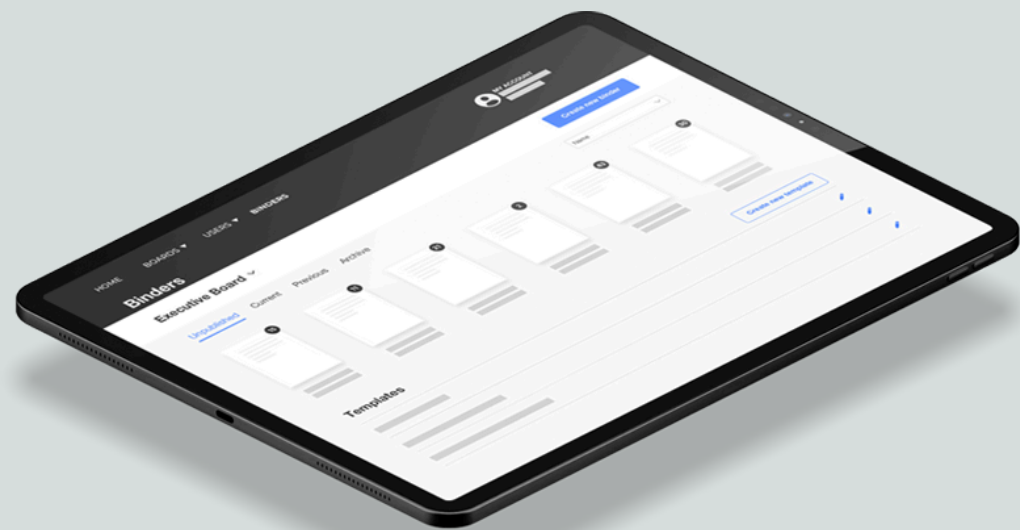 MY ACCOUNT
HOME BOARDS USERS BINDERS
Binders
Create new binder
Executive Board
Name
Unpublished Current Previous Archive
Templates
Create new template